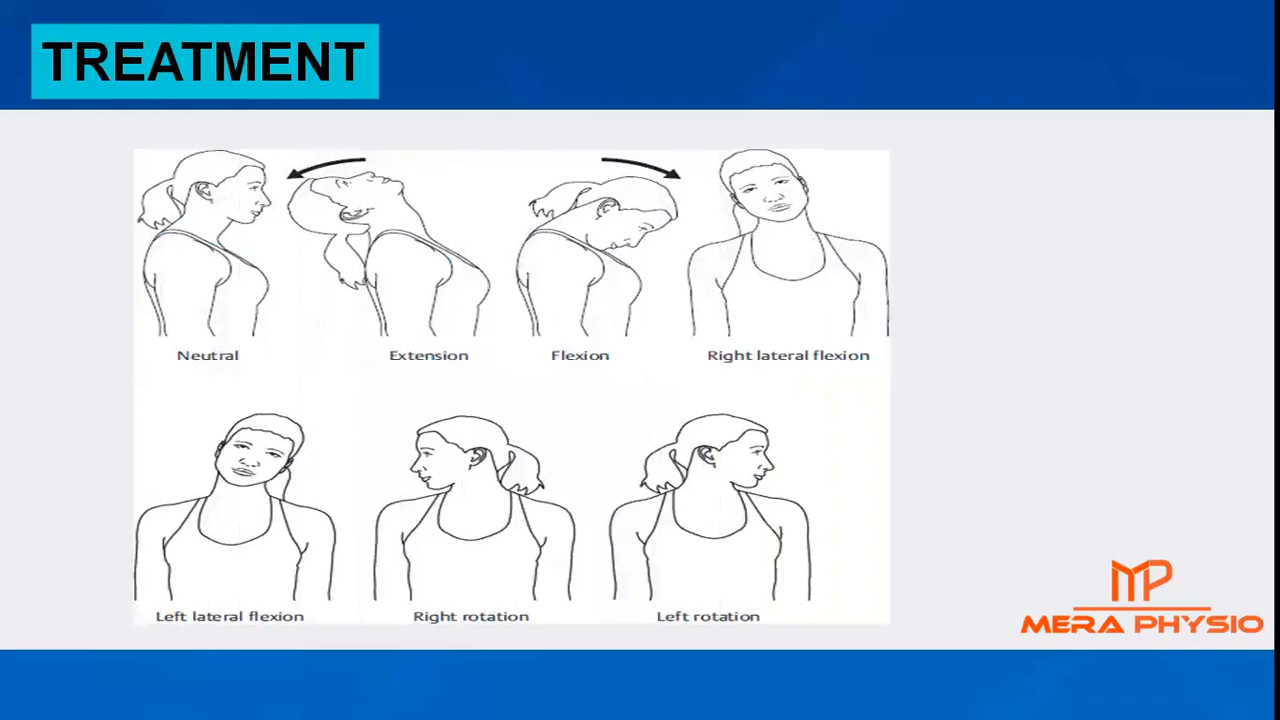 TREATMENT
Neutral
Extension
Flexion
Right lateral flexion
Left lateral flexion
Right rotation
Left rotation
MP
MERA PHYSIO